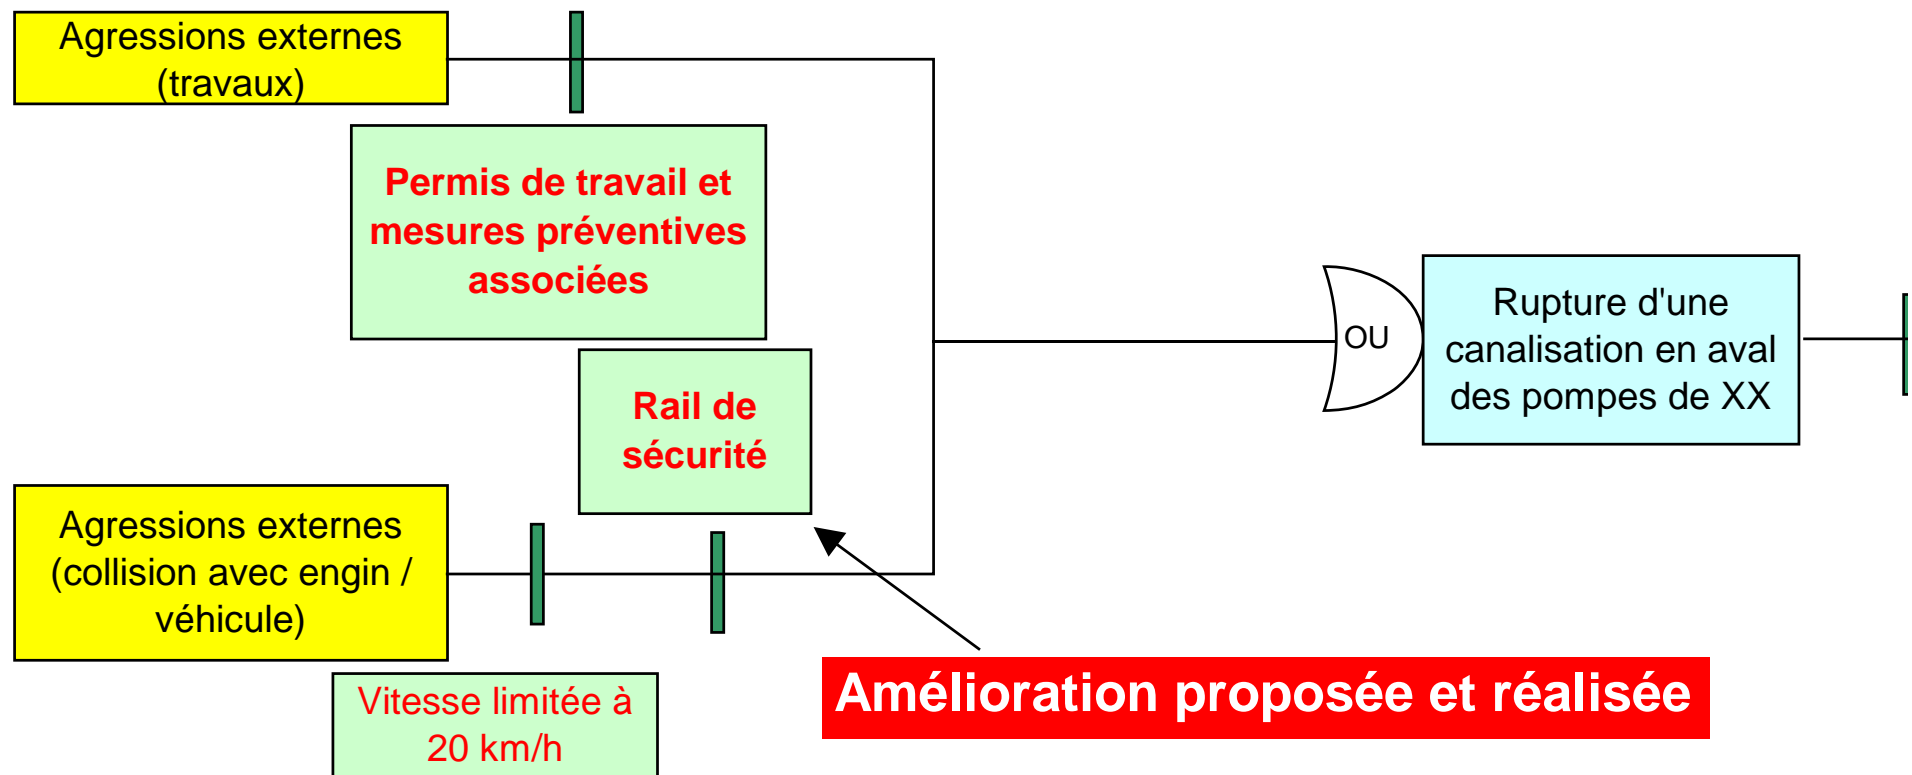 Agressions externes
(travaux)
Permis de travail et
mesures préventives
associées
Rail de
sécurité
OU
Rupture d'une
canalisation en aval
des pompes de XX
Agressions externes
(collision avec engin /
véhicule)
Vitesse limitée à
20 km/h
Amélioration proposée et réalisée